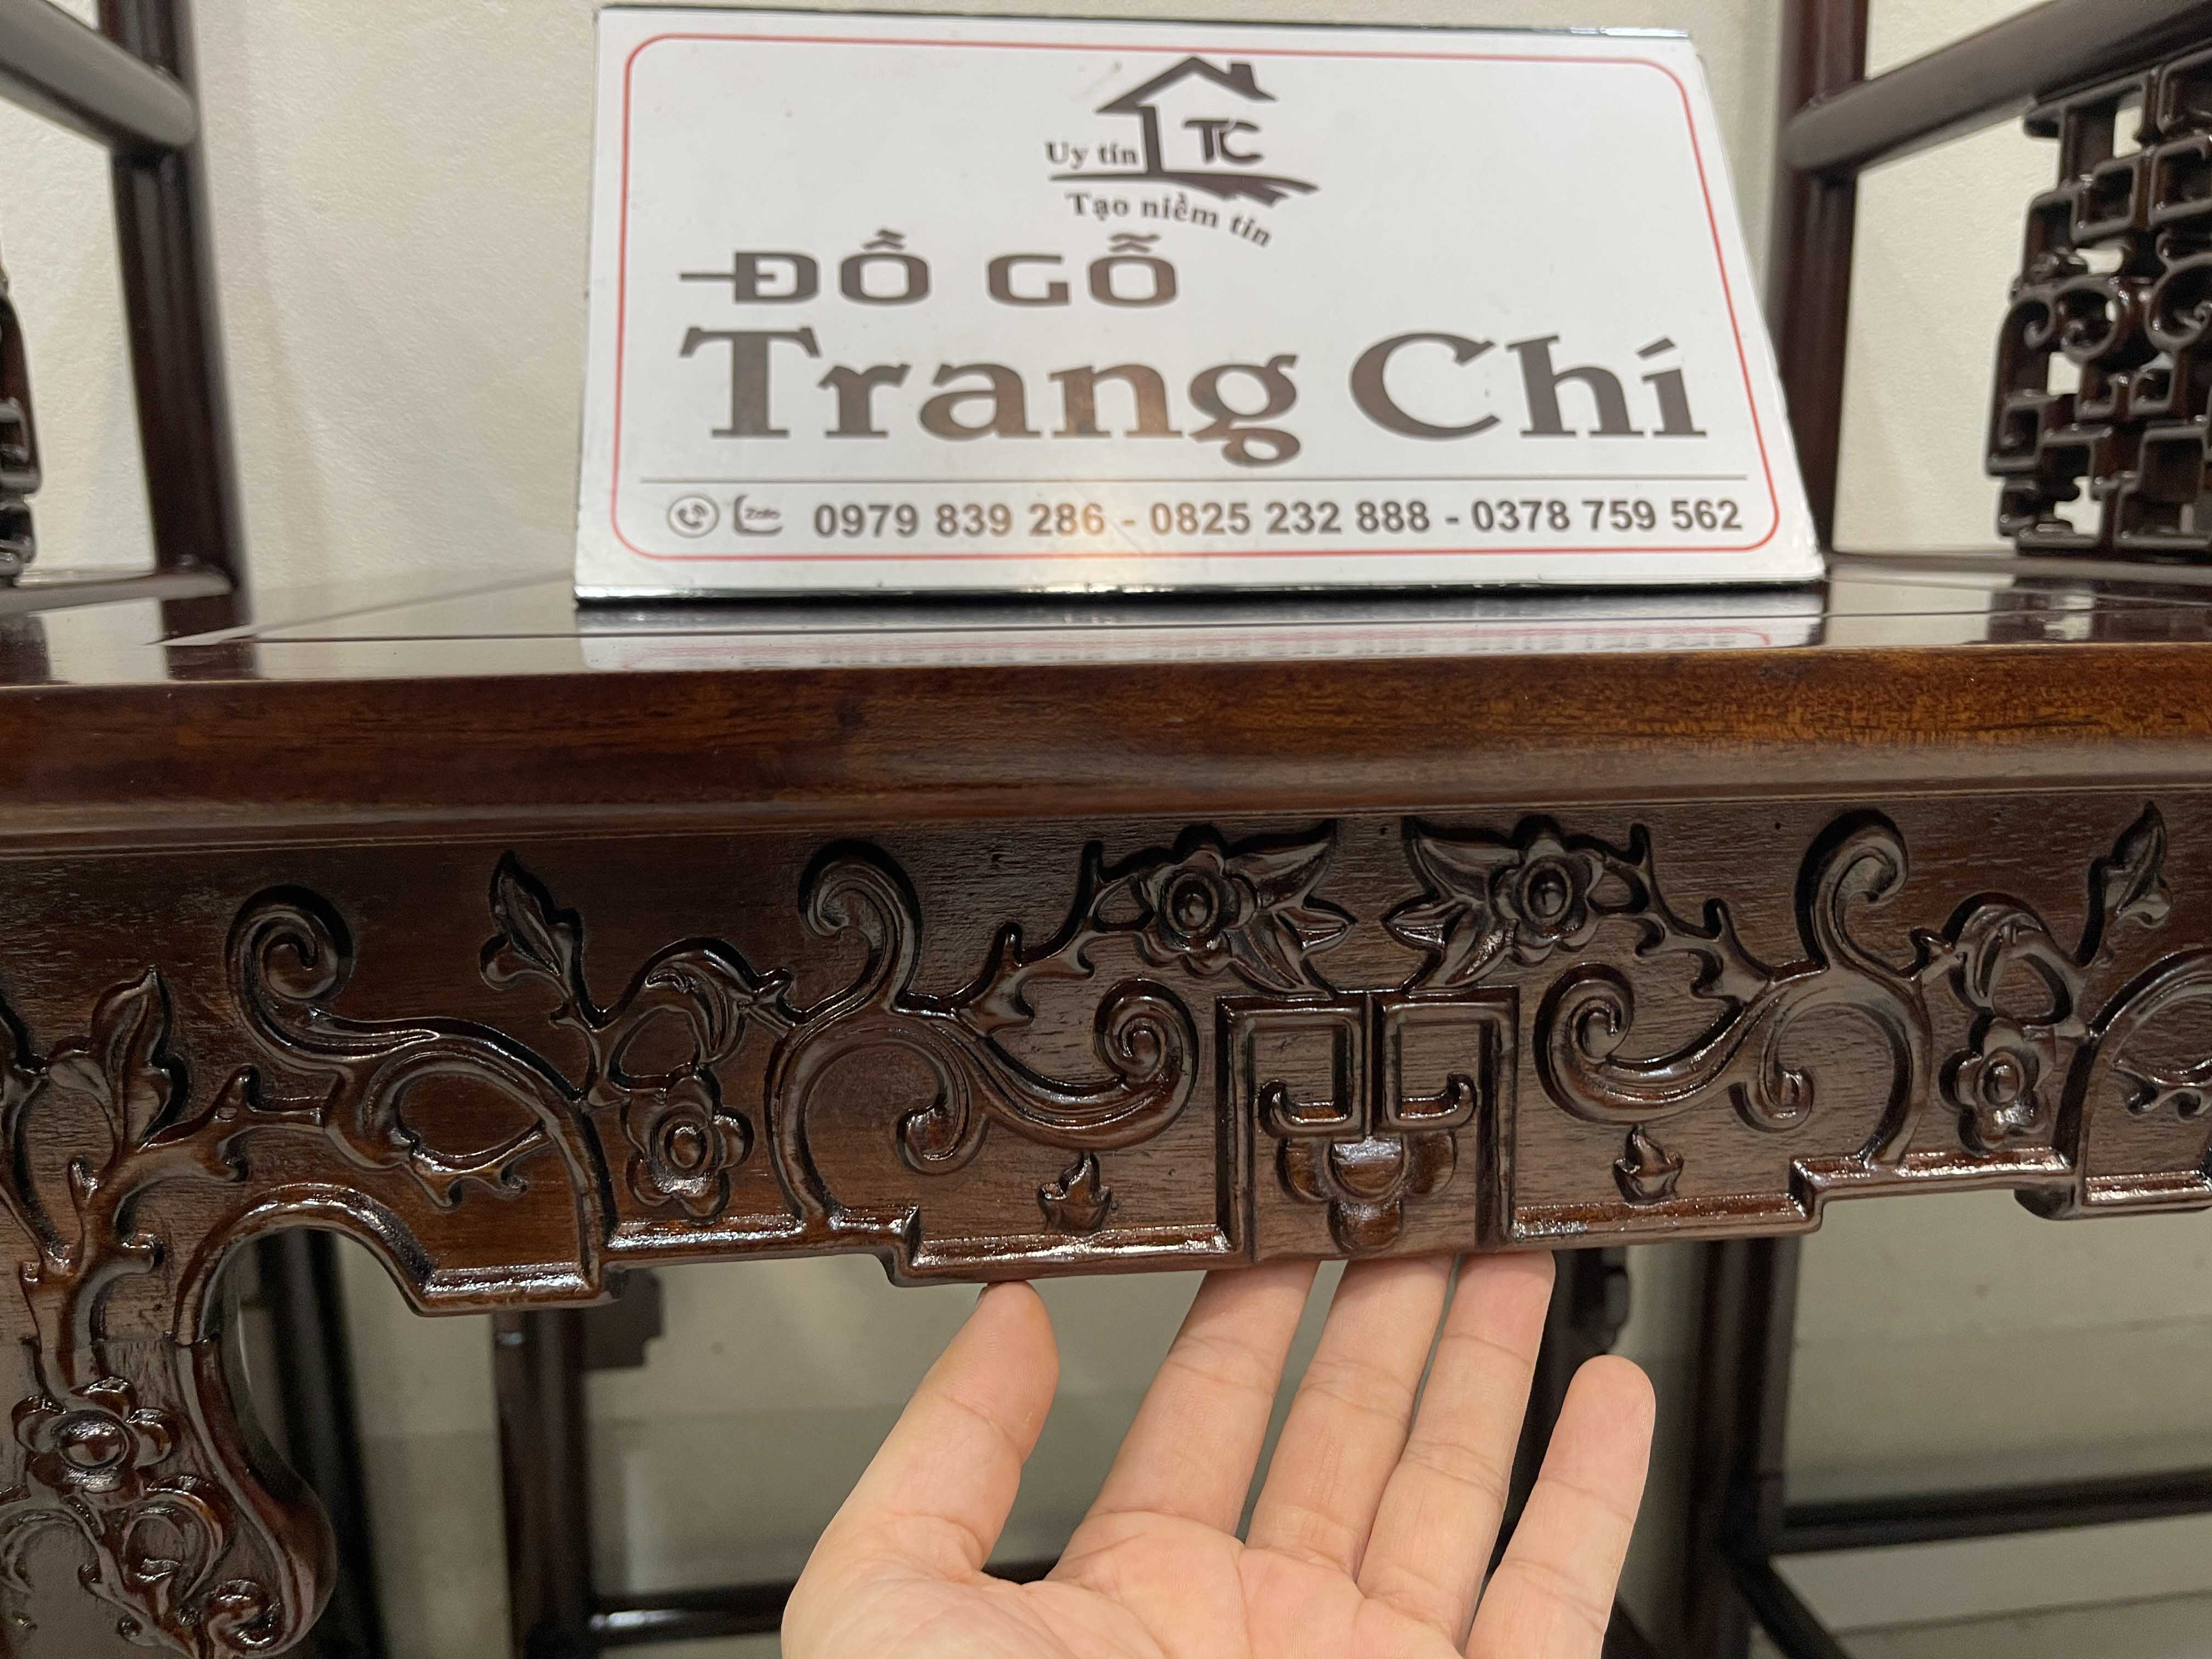 Uy tín TC
Tạo niềm tin
ĐỒ GỖ
Trang Chí
Zalo 0979 839 286 - 0825 232 888 - 0378 759 562